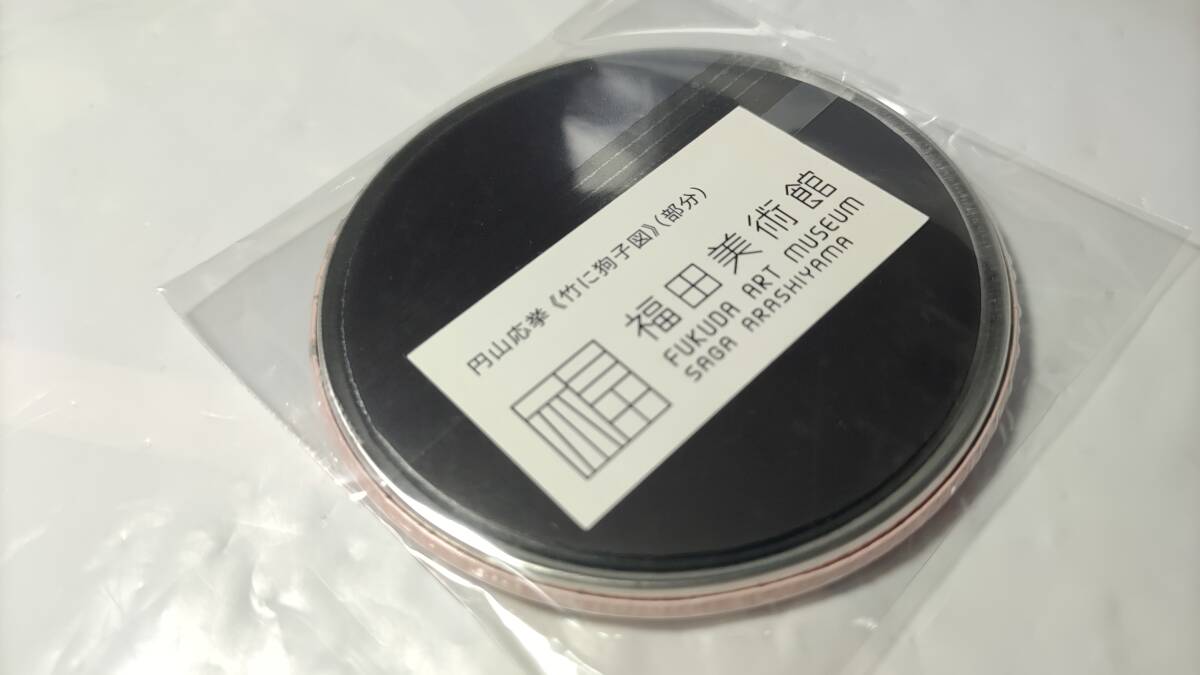 円山応挙《竹に狗子図》(部分)
福
福田美術館
FUKUDA ART MUSEUM
SAGA ARASHIYAMA